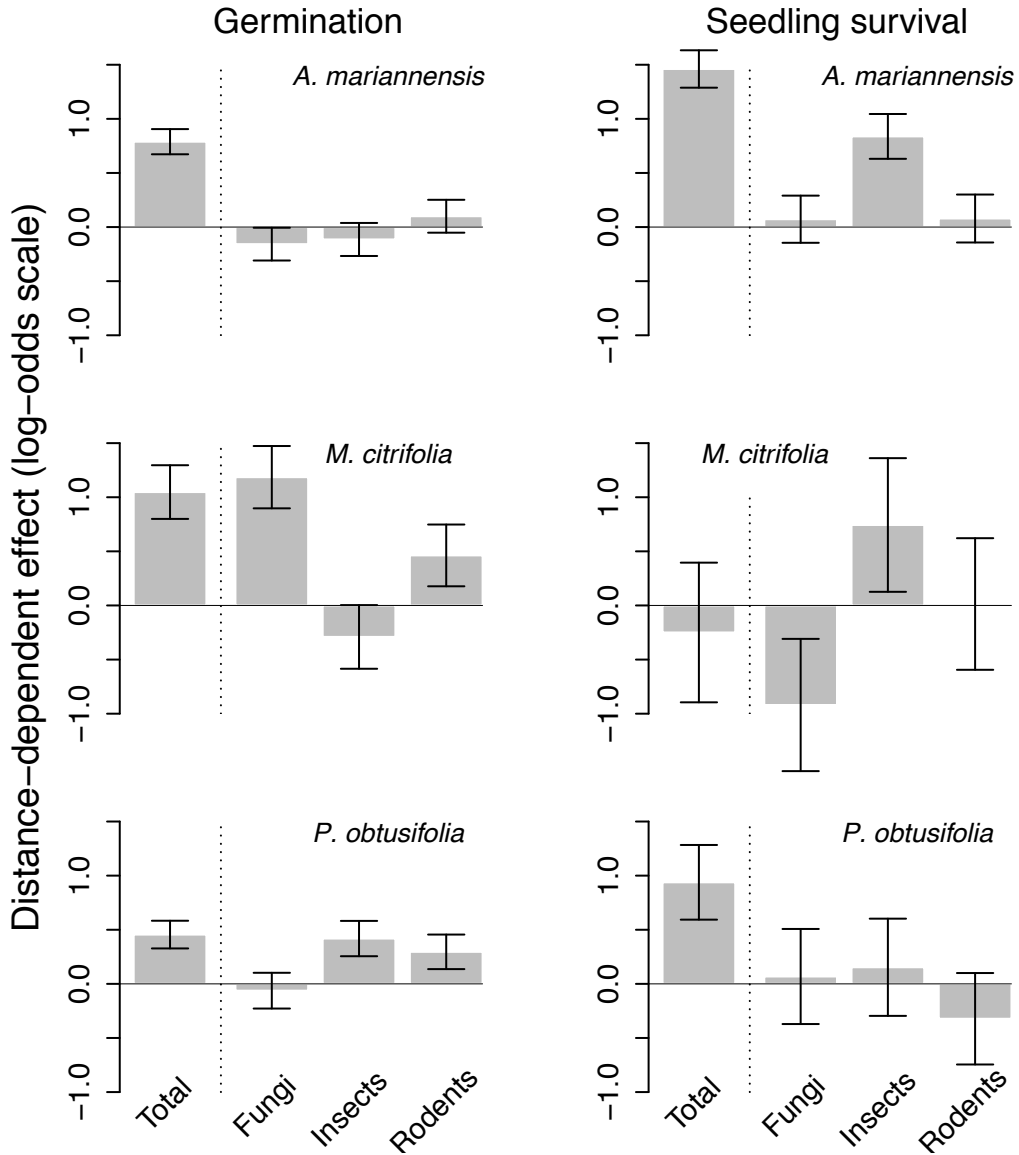 Germination
Seedling survival
Distance−dependent effect (log−odds scale)
A. mariannensis
−1.0 0.0 1.0
A. mariannensis
−1.0 0.0 1.0
M. citrifolia
−1.0 0.0 1.0
M. citrifolia
−1.0 0.0 1.0
P. obtusifolia
−1.0 0.0 1.0
Total Fungi Insects Rodents
P. obtusifolia
−1.0 0.0 1.0
Total Fungi Insects Rodents